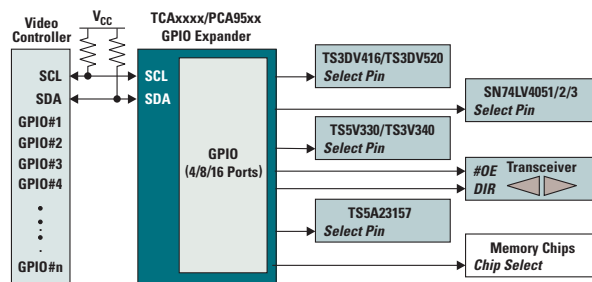 Video
Controller
VCC
TCAxxxx/PCA95xx
GPIO Expander
SCL
SDA
GPIO#1
GPIO#2
GPIO#3
GPIO#4
GPIO#n
SCL
SDA
GPIO
(4/8/16 Ports)
TS3DV416/TS3DV520
Select Pin
SN74LV4051/2/3
Select Pin
TS5V330/TS3V340
Select Pin
#OE
DIR
Transceiver
TS5A23157
Select Pin
Memory Chips
Chip Select